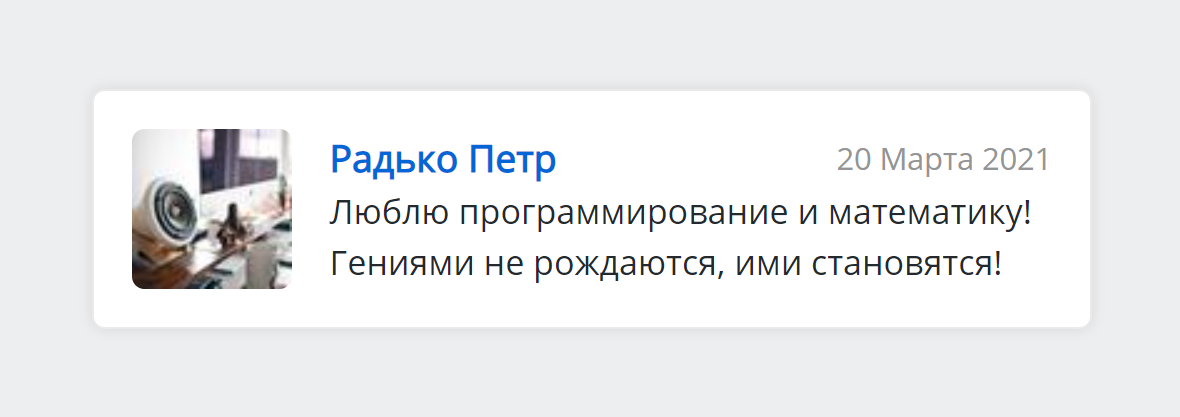 Радько Петр 20 Марта 2021
Люблю программирование и математику!
Гениями не рождаются, ими становятся!